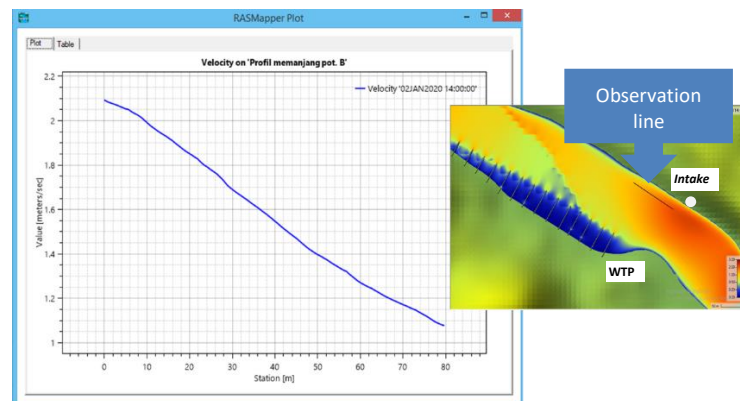 RASMapper Plot
Plot Table
Velocity on 'Profil memanjang pot. B'
Velocity '02JAN2020 14:00:00'
2.2
2
1.8
1.6
1.4
1.2
1
Value [meters/sec]
0 10 20 30 40 50 60 70 80
Station [m]
Observation
line
Intake
WTP